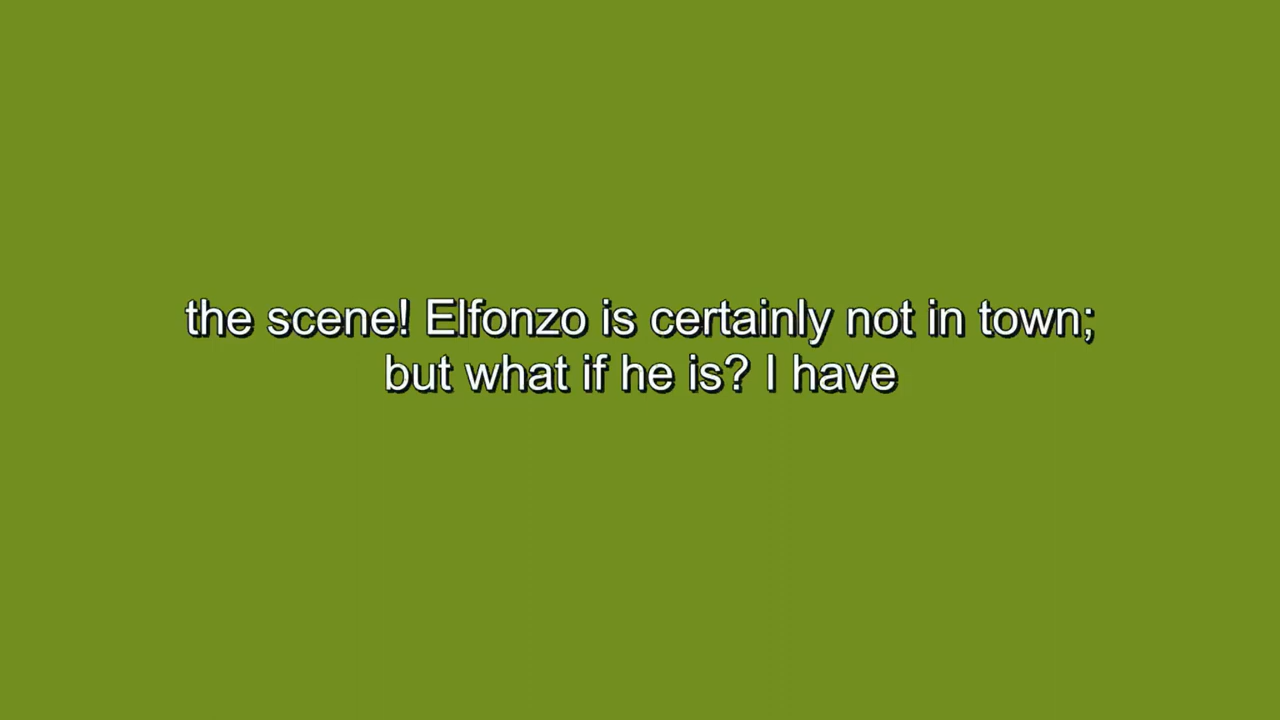 the scene! Elfonzo is certainly not in town;
but what if he is? I have